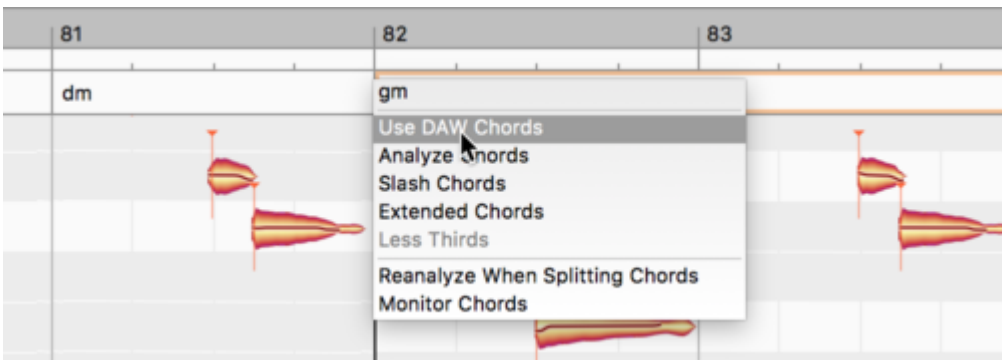 81 82 83
dm
gm
Use DAW Chords
Analyze Chords
Slash Chords
Extended Chords
Less Thirds
Reanalyze When Splitting Chords
Monitor Chords